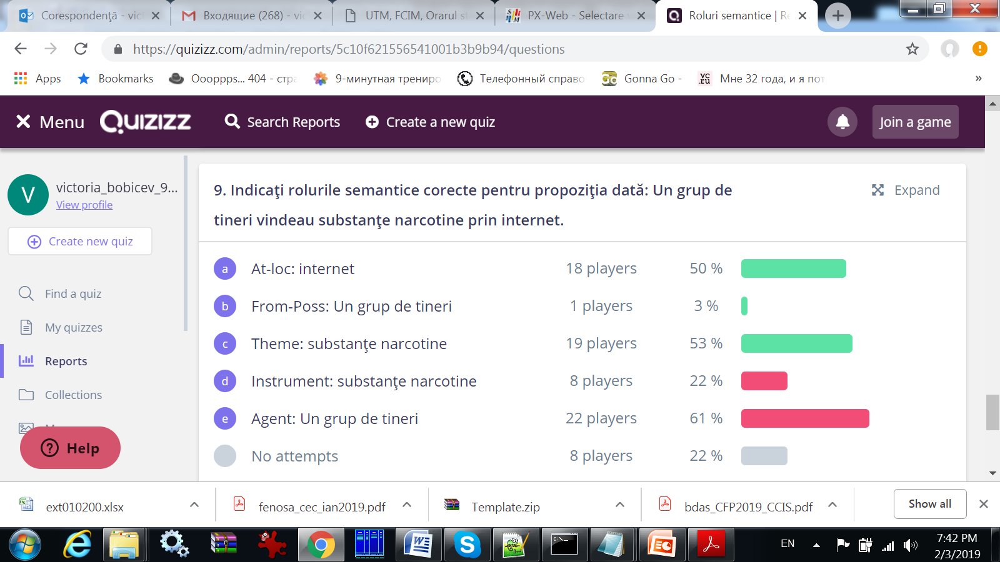 Corespondență - vict
Входящие (268) - vic
UTM, FCIM, Orarul st
PX-Web - Selectare v
Roluri semantice | Re
https://quizizz.com/admin/reports/5c10f621556541001b3b9b94/questions
Apps
Bookmarks
Oooppps... 404 - стра
9-минутная трениро
Телефонный справо
Gonna Go -
vc.ru
Мне 32 года, и я пот
»
Menu
QUIZIZZ
Search Reports
Create a new quiz
Join a game
V
victoria_bobicev_9...
View profile
Create new quiz
Find a quiz
My quizzes
Reports
Collections
Help
9. Indicaţi rolurile semantice corecte pentru propoziţia dată: Un grup de
tineri vindeau substanţe narcotine prin internet.
Expand
a At-loc: internet 18 players 50 %
b From-Poss: Un grup de tineri 1 players 3 %
c Theme: substanţe narcotine 19 players 53 %
d Instrument: substanţe narcotine 8 players 22 %
e Agent: Un grup de tineri 22 players 61 %
No attempts 8 players 22 %
ext010200.xlsx
fenosa_cec_ian2019.pdf
Template.zip
bdas_CFP2019_CCIS.pdf
Show all
EN
7:42 PM
2/3/2019